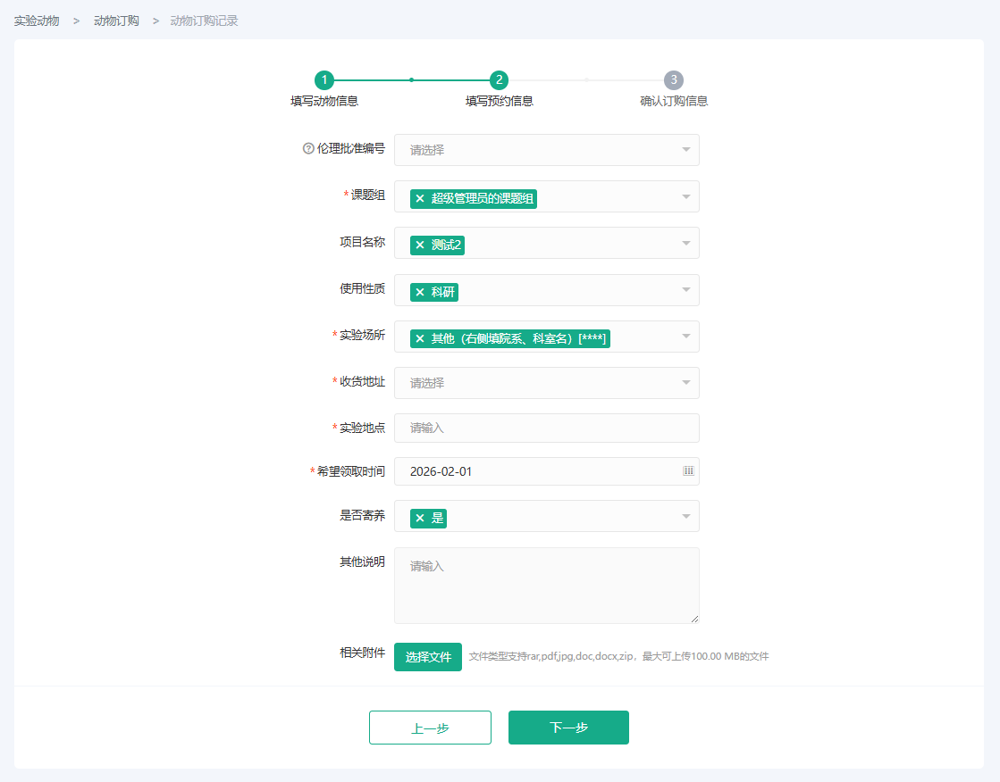 实验动物 > 动物订购 > 动物订购记录
1 2 3
填写动物信息 填写预约信息 确认订购信息
? 伦理批准编号 请选择
*课题组 × 超级管理员的课题组
项目名称 × 测试2
使用性质 × 科研
*实验场所 × 其他（右侧填院系、科室名）[****]
*收货地址 请选择
*实验地点 请输入
*希望领取时间 2026-02-01
是否寄养 × 是
其他说明 请输入
相关附件 选择文件 文件类型支持rar,pdf,jpg,doc,docx,zip，最大可上传100.00 MB的文件
上一步 下一步